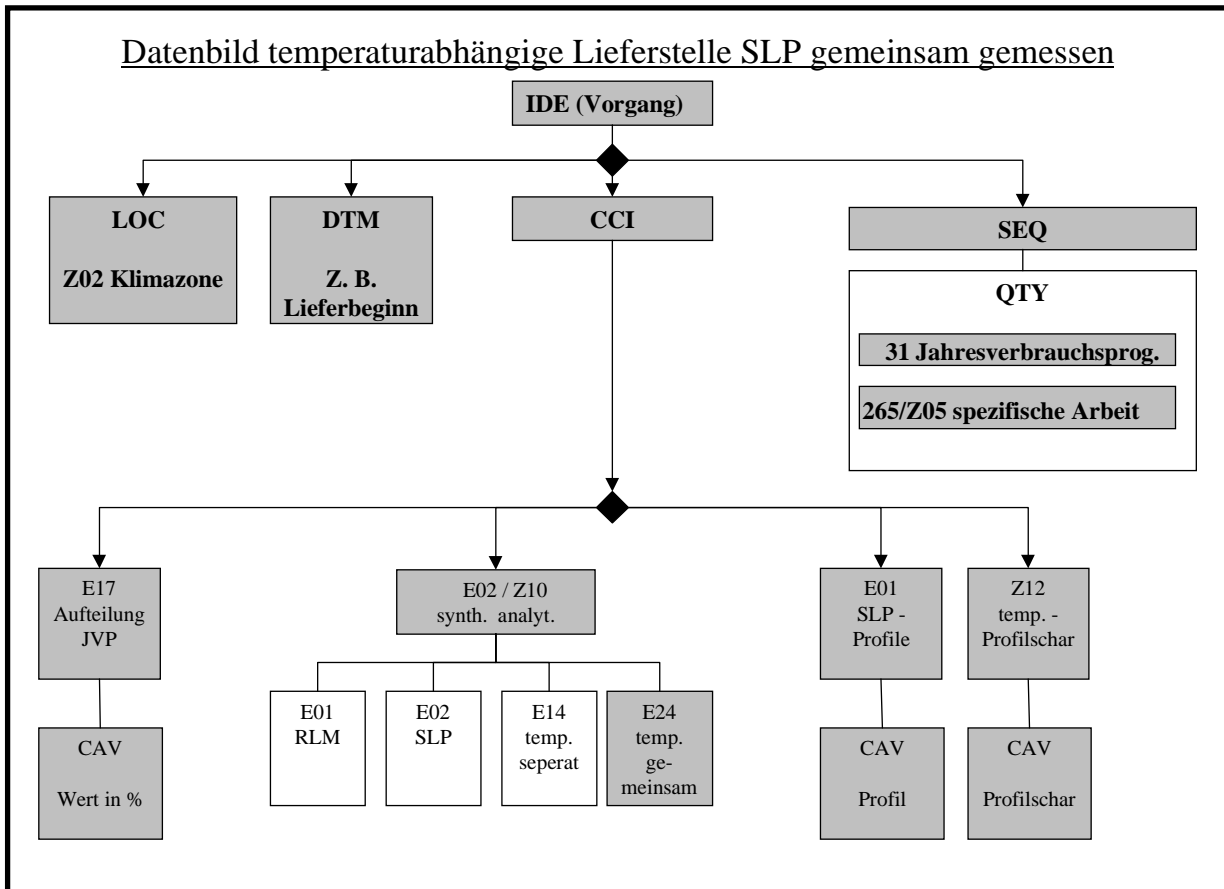 Datenbild temperaturabhängige Lieferstelle SLP gemeinsam gemessen
IDE (Vorgang)
LOC
Z02 Klimazone
DTM
Z. B.
Lieferbeginn
CCI
SEQ
QTY
31 Jahresverbrauchsprog.
265/Z05 spezifische Arbeit
E17
Aufteilung
JVP
E02 / Z10
synth. analyt.
E01
SLP -
Profile
Z12
temp. -
Profilschar
E01
RLM
E02
SLP
E14
temp.
seperat
E24
temp.
ge-
meinsam
CAV
Wert in %
CAV
Profil
CAV
Profilschar